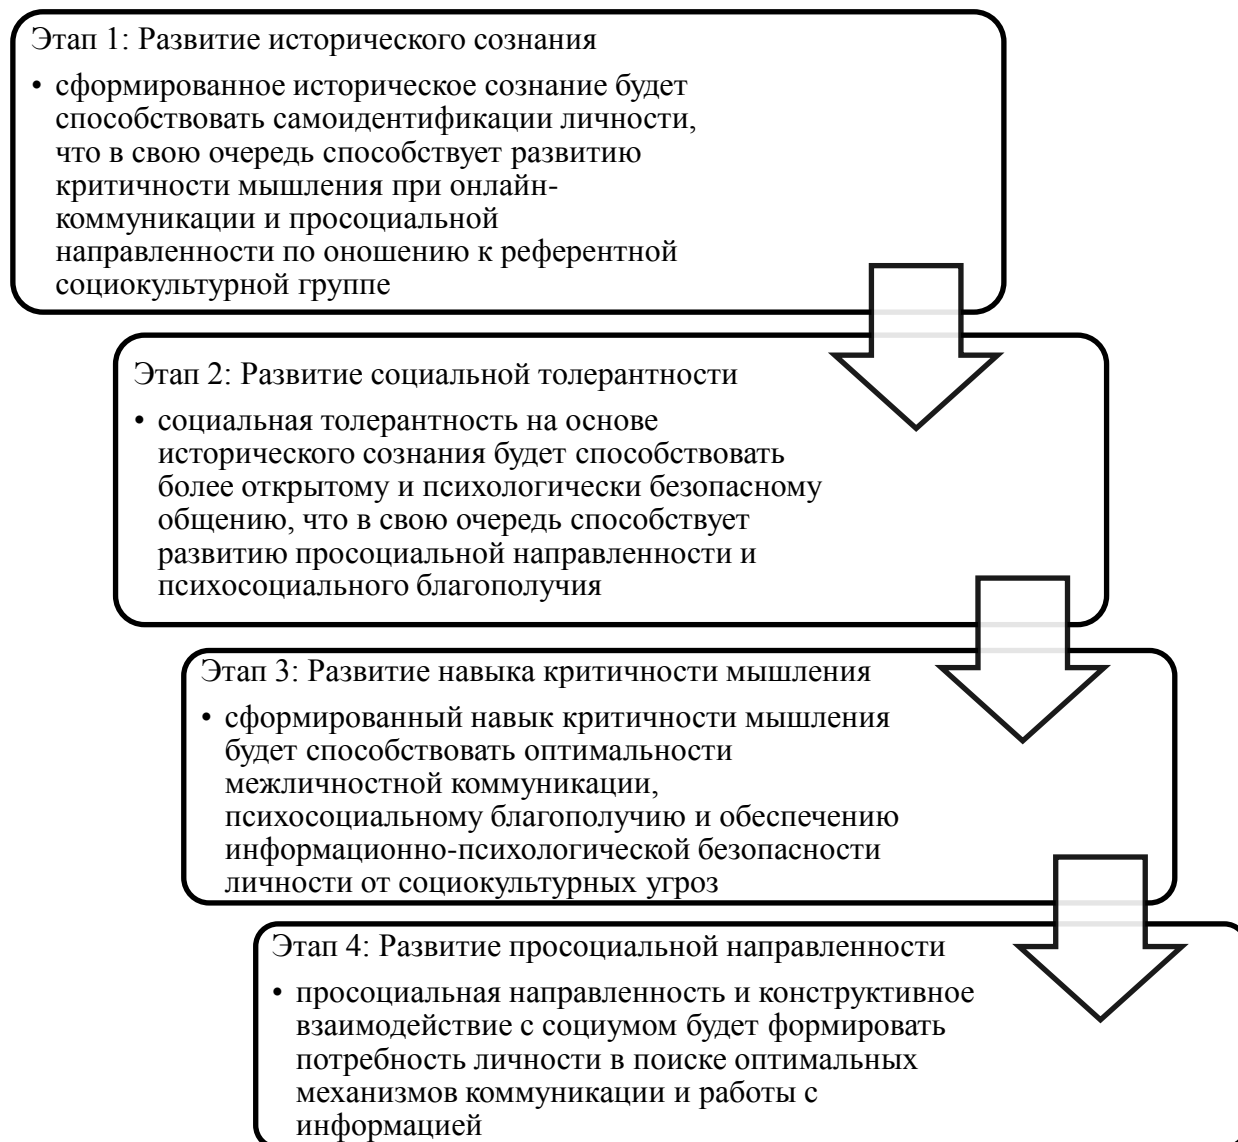 Этап 1: Развитие исторического сознания
• сформированное историческое сознание будет
способствовать самоидентификации личности,
что в свою очередь способствует развитию
критичности мышления при онлайн-
коммуникации и просоциальной
направленности по оношению к референтной
социокультурной группе
Этап 2: Развитие социальной толерантности
• социальная толерантность на основе
исторического сознания будет способствовать
более открытому и психологически безопасному
общению, что в свою очередь способствует
развитию просоциальной направленности и
психосоциального благополучия
Этап 3: Развитие навыка критичности мышления
• сформированный навык критичности мышления
будет способствовать оптимальности
межличностной коммуникации,
психосоциальному благополучию и обеспечению
информационно-психологической безопасности
личности от социокультурных угроз
Этап 4: Развитие просоциальной направленности
• просоциальная направленность и конструктивное
взаимодействие с социумом будет формировать
потребность личности в поиске оптимальных
механизмов коммуникации и работы с
информацией